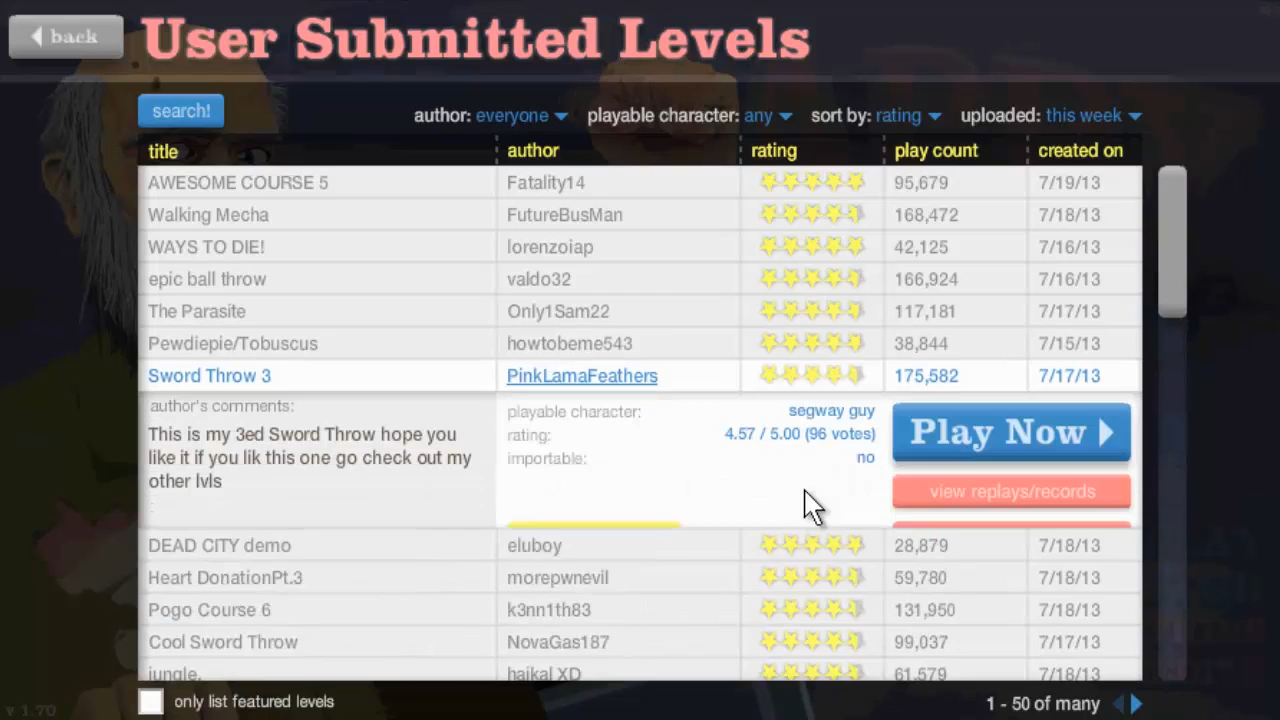 back
User Submitted Levels
search!
author: everyone playable character: any sort by: rating uploaded: this week
title author rating play count created on
AWESOME COURSE 5 Fatality14 95,679 7/19/13
Walking Mecha FutureBusMan 168,472 7/18/13
WAYS TO DIE! lorenzoiap 42,125 7/16/13
epic ball throw valdo32 166,924 7/16/13
The Parasite Only1Sam22 117,181 7/17/13
Pewdiepie/Tobuscus howtobeme543 38,844 7/15/13
Sword Throw 3 PinkLamaFeathers 175,582 7/17/13
author's comments:
This is my 3ed Sword Throw hope you
like it if you lik this one go check out my
other lvls
playable character: segway guy
rating: 4.57 / 5.00 (96 votes)
importable: no
Play Now
view replays/records
DEAD CITY demo eluboy 28,879 7/18/13
Heart DonationPt.3 morepwnevil 59,780 7/18/13
Pogo Course 6 k3nn1th83 131,950 7/18/13
Cool Sword Throw NovaGas187 99,037 7/17/13
jungle. haikal XD 61,579 7/18/13
only list featured levels
1 - 50 of many
v 1.70